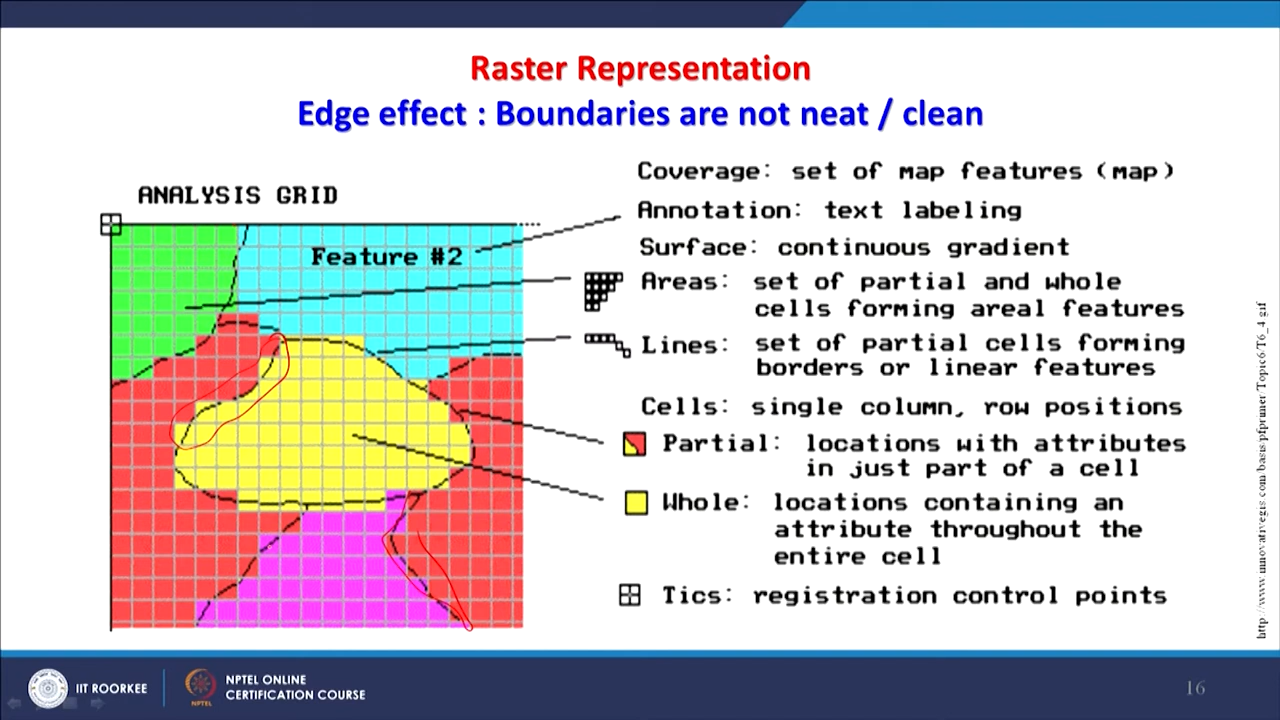 Raster Representation
Edge effect : Boundaries are not neat / clean
ANALYSIS GRID
Feature #2
Coverage: set of map features (map)
Annotation: text labeling
Surface: continuous gradient
Areas: set of partial and whole
cells forming areal features
Lines: set of partial cells forming
borders or linear features
Cells: single column, row positions
Partial: locations with attributes
in just part of a cell
Whole: locations containing an
attribute throughout the
entire cell
Tics: registration control points
http://www.innovativegis.com/basis/pfprimer/Topic6/T6_4.gif
IIT ROORKEE
NPTEL
NPTEL ONLINE
CERTIFICATION COURSE
16